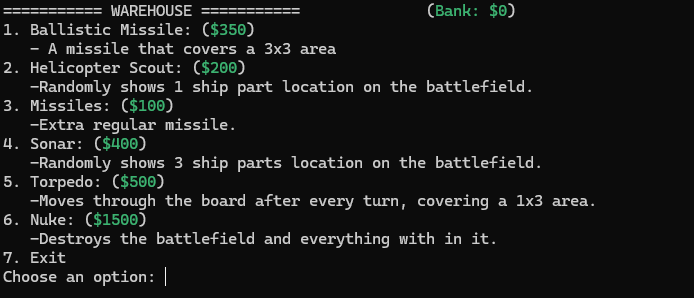 =========== WAREHOUSE =========== (Bank: $0)
1. Ballistic Missile: ($350)
- A missile that covers a 3x3 area
2. Helicopter Scout: ($200)
-Randomly shows 1 ship part location on the battlefield.
3. Missiles: ($100)
-Extra regular missile.
4. Sonar: ($400)
-Randomly shows 3 ship parts location on the battlefield.
5. Torpedo: ($500)
-Moves through the board after every turn, covering a 1x3 area.
6. Nuke: ($1500)
-Destroys the battlefield and everything with in it.
7. Exit
Choose an option: